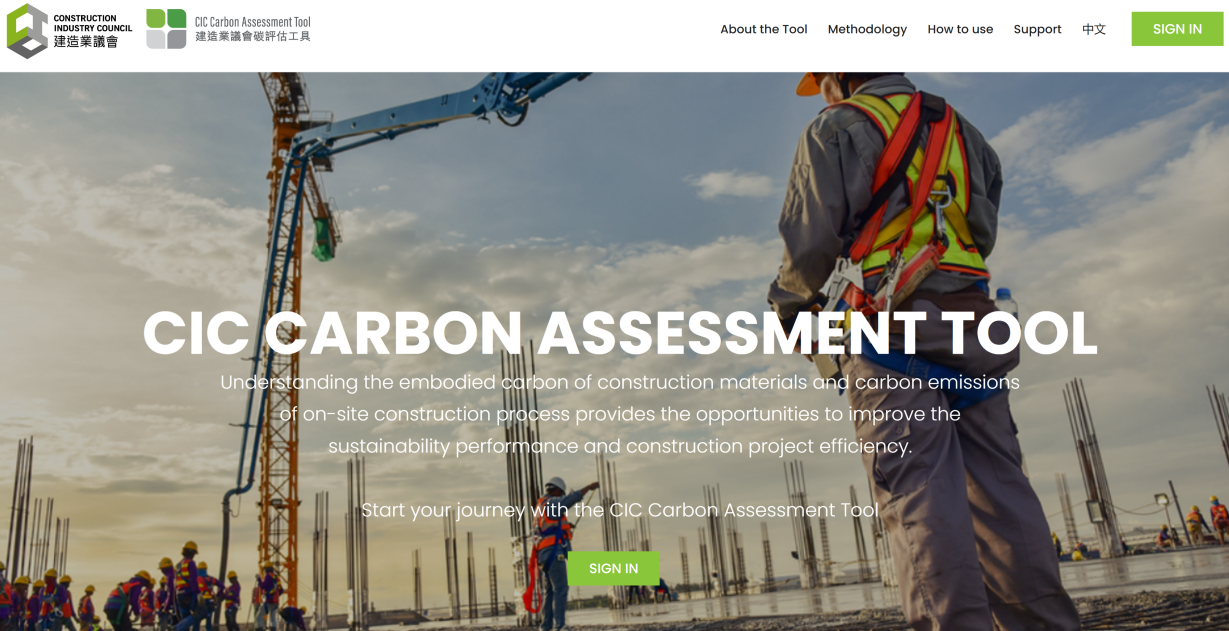 CONSTRUCTION
INDUSTRY COUNCIL
建造業議會
CIC Carbon Assessment Tool
建造業議會碳評估工具
About the Tool
Methodology
How to use
Support
中文
SIGN IN
CIC CARBON ASSESSMENT TOOL
Understanding the embodied carbon of construction materials and carbon emissions
of on-site construction process provides the opportunities to improve the
sustainability performance and construction project efficiency.
Start your journey with the CIC Carbon Assessment Tool
SIGN IN